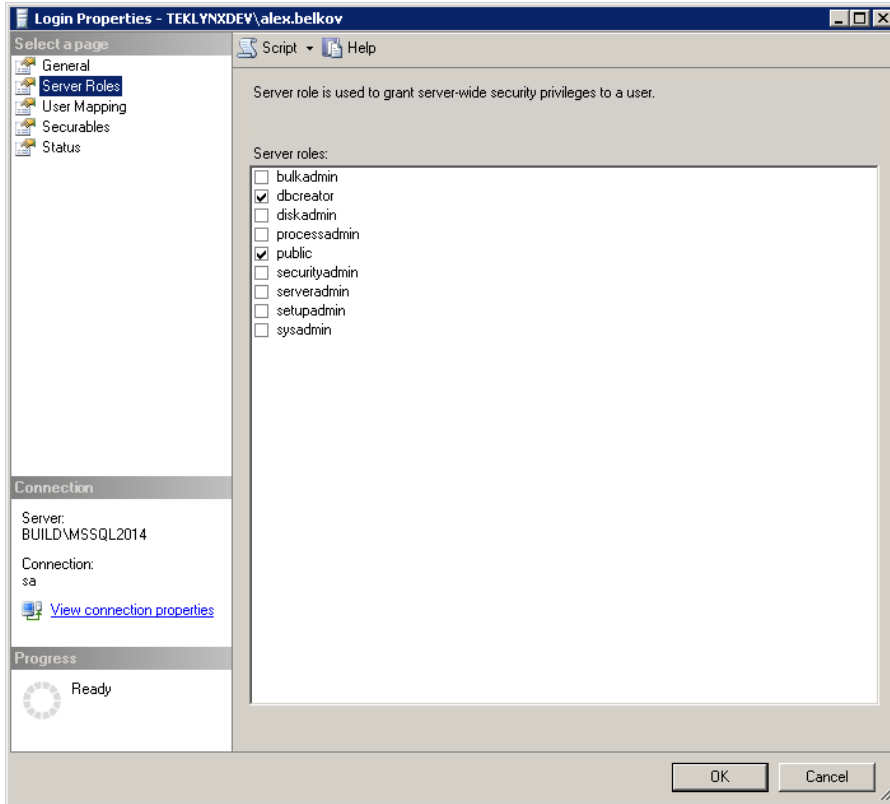 Login Properties - TEKLYNXDEV\alex.belkov
Select a page
General
Server Roles
User Mapping
Securables
Status
Script
Help
Server role is used to grant server-wide security privileges to a user.
Server roles:
bulkadmin
dbcreator
diskadmin
processadmin
public
securityadmin
serveradmin
setupadmin
sysadmin
Connection
Server:
BUILD\MSSQL2014
Connection:
sa
View connection properties
Progress
Ready
OK
Cancel